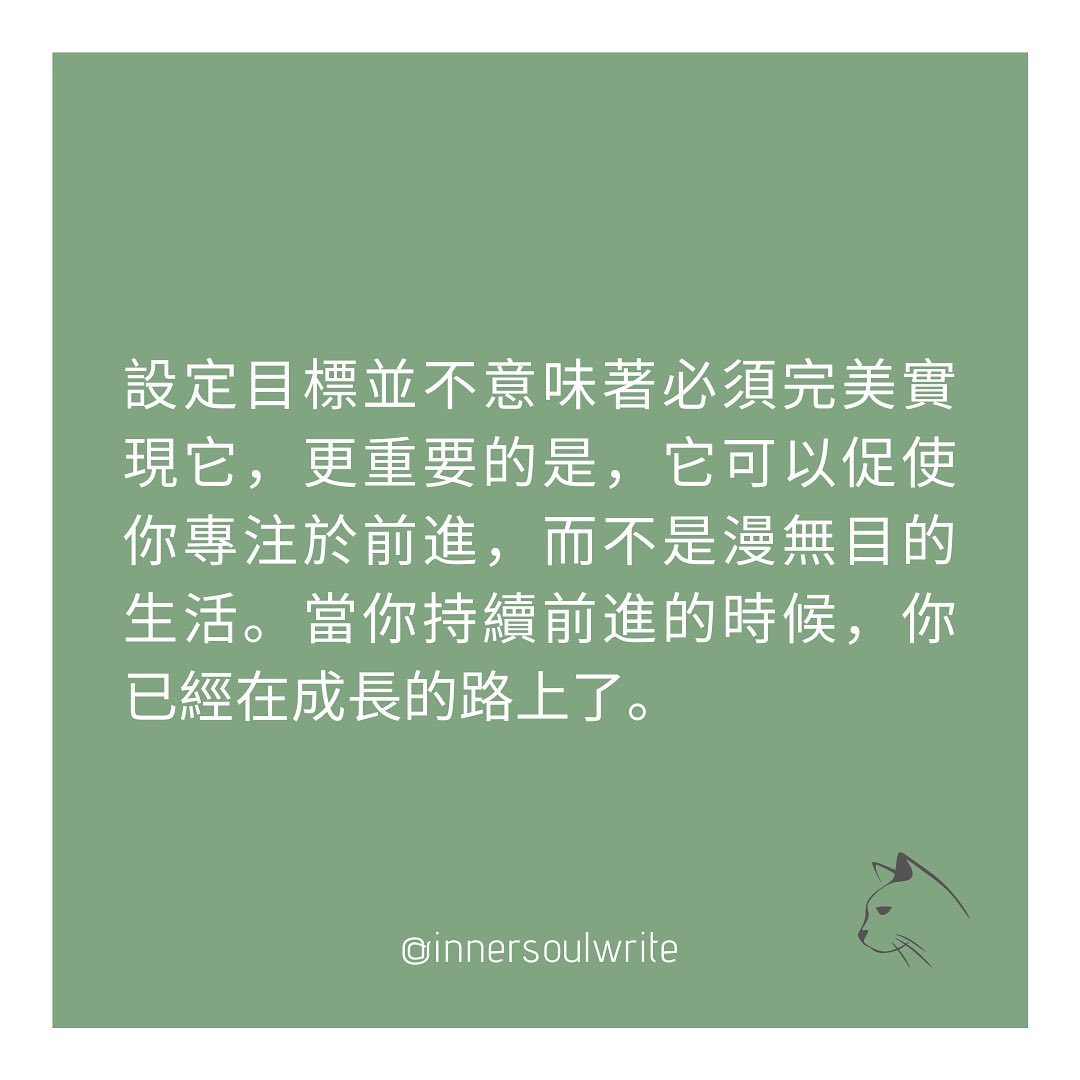 設定目標並不意味著必須完美實
現它，更重要的是，它可以促使
你專注於前進，而不是漫無目的
生活。當你持續前進的時候，你
已經在成長的路上了。
@innersoulwrite